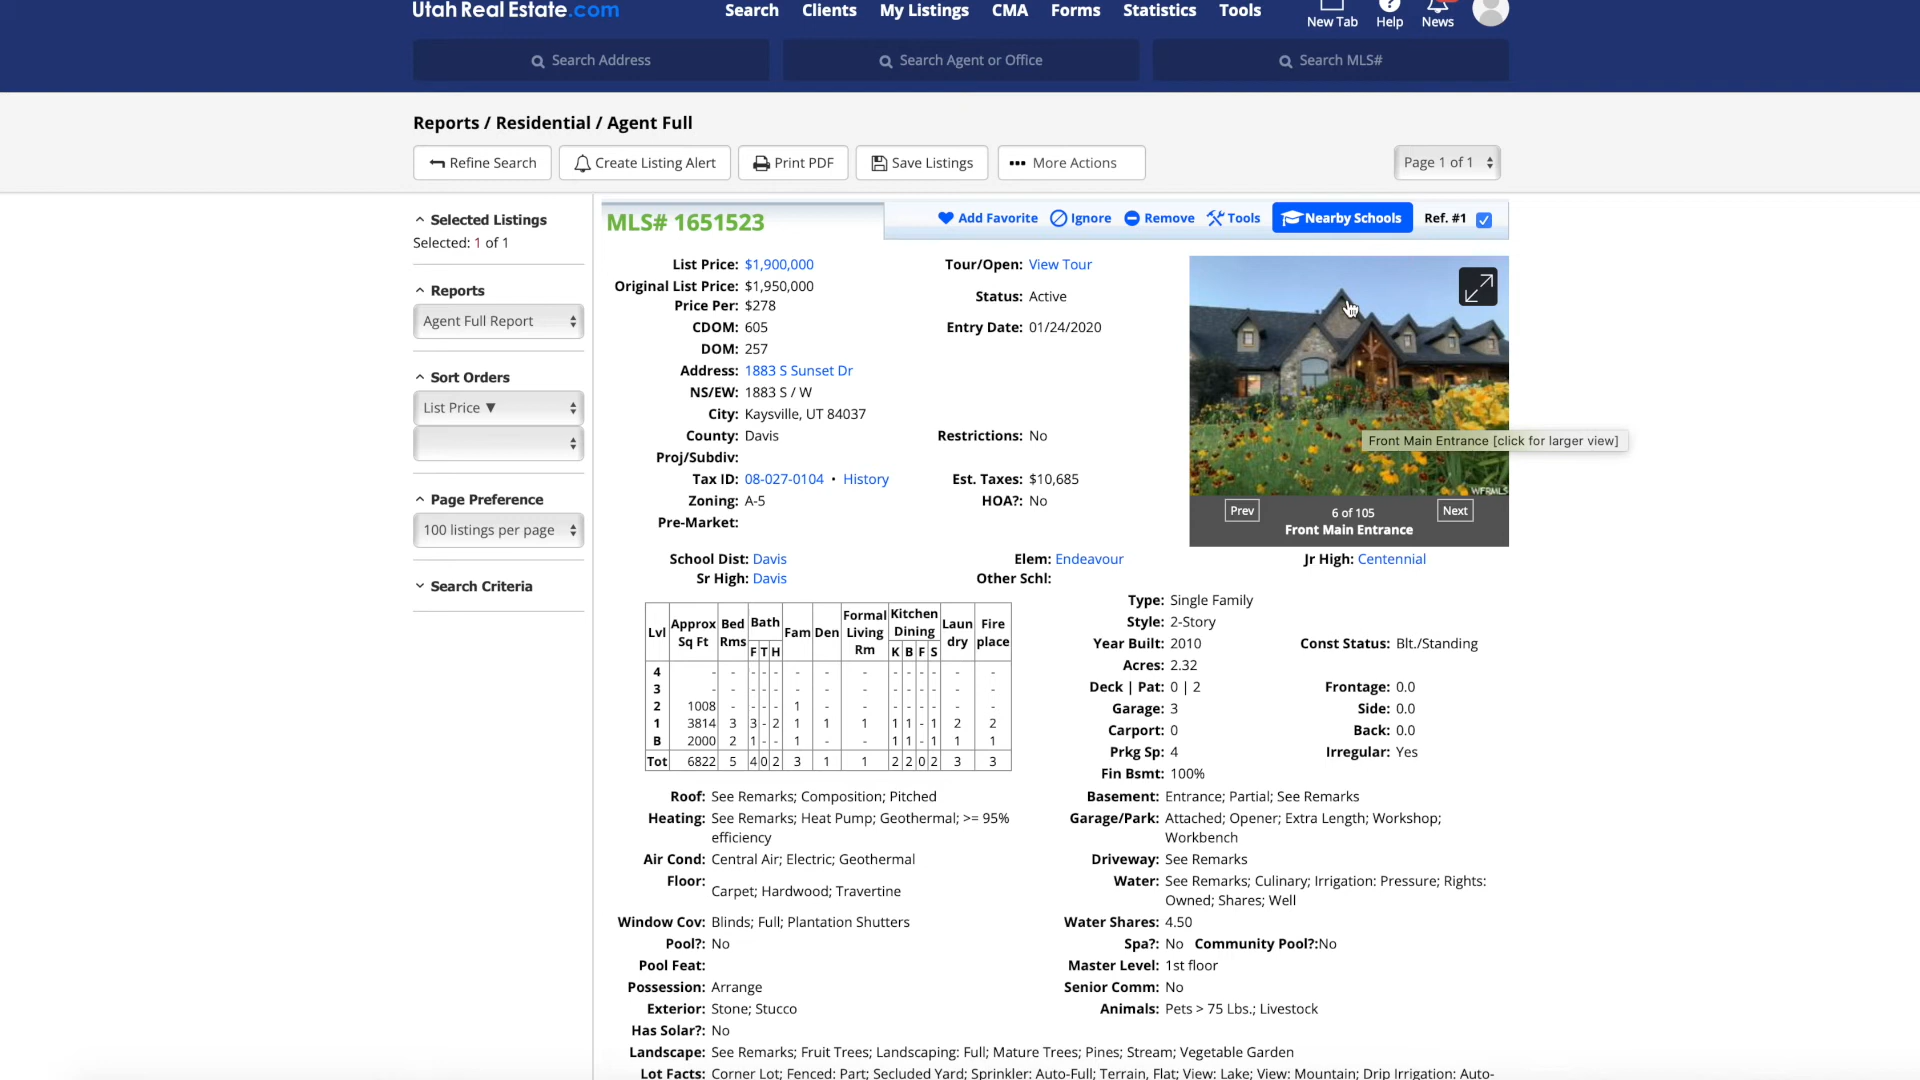 Utah Real Estate.com
Search Clients My Listings CMA Forms Statistics Tools
New Tab Help News
Search Address Search Agent or Office Search MLS#
Reports / Residential / Agent Full
Refine Search Create Listing Alert Print PDF Save Listings More Actions Page 1 of 1
Selected Listings
Selected: 1 of 1
Reports
Agent Full Report
Sort Orders
List Price ▼
Page Preference
100 listings per page
Search Criteria
MLS# 1651523
Add Favorite Ignore Remove Tools Nearby Schools Ref. #1
List Price: $1,900,000 Tour/Open: View Tour
Original List Price: $1,950,000 Status: Active
Price Per: $278
CDOM: 605 Entry Date: 01/24/2020
DOM: 257
Address: 1883 S Sunset Dr
NS/EW: 1883 S / W
City: Kaysville, UT 84037
County: Davis Restrictions: No
Proj/Subdiv:
Tax ID: 08-027-0104 • History Est. Taxes: $10,685
Zoning: A-5 HOA?: No
Pre-Market:
Front Main Entrance [click for larger view]
WFRMLS
Prev 6 of 105 Next
Front Main Entrance
School Dist: Davis Elem: Endeavour Jr High: Centennial
Sr High: Davis Other Schl:
Lvl Approx Sq Ft Bed Rms Bath F T H Fam Den Formal Living Rm Kitchen Dining K B F S Laun dry Fire place
4 - - - - - - - - - - - - - -
3 - - - - - - - - - - - - - -
2 1008 - - - - 1 - - - - - - - -
1 3814 3 3 - 2 1 1 1 1 1 - 1 2 2
B 2000 2 1 - - 1 - - 1 1 - 1 1 1
Tot 6822 5 4 0 2 3 1 1 2 2 0 2 3 3
Type: Single Family
Style: 2-Story
Year Built: 2010 Const Status: Blt./Standing
Acres: 2.32
Deck | Pat: 0 | 2 Frontage: 0.0
Garage: 3 Side: 0.0
Carport: 0 Back: 0.0
Prkg Sp: 4 Irregular: Yes
Fin Bsmt: 100%
Roof: See Remarks; Composition; Pitched
Heating: See Remarks; Heat Pump; Geothermal; >= 95%
efficiency
Air Cond: Central Air; Electric; Geothermal
Floor: Carpet; Hardwood; Travertine
Window Cov: Blinds; Full; Plantation Shutters
Pool?: No
Pool Feat:
Possession: Arrange
Exterior: Stone; Stucco
Has Solar?: No
Basement: Entrance; Partial; See Remarks
Garage/Park: Attached; Opener; Extra Length; Workshop;
Workbench
Driveway: See Remarks
Water: See Remarks; Culinary; Irrigation: Pressure; Rights:
Owned; Shares; Well
Water Shares: 4.50
Spa?: No Community Pool?:No
Master Level: 1st floor
Senior Comm: No
Animals: Pets > 75 Lbs.; Livestock
Landscape: See Remarks; Fruit Trees; Landscaping: Full; Mature Trees; Pines; Stream; Vegetable Garden
Lot Facts: Corner Lot; Fenced: Part; Secluded Yard; Sprinkler: Auto-Full; Terrain, Flat; View: Lake; View: Mountain; Drip Irrigation: Auto-